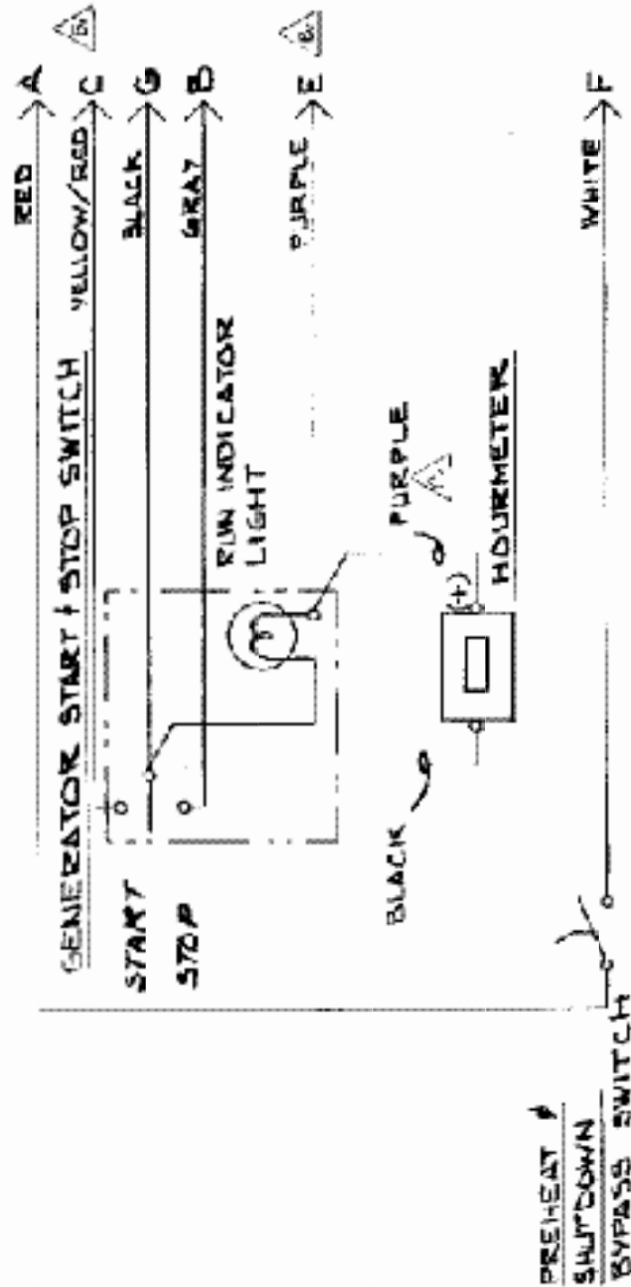 RED A
GENERATOR START & STOP SWITCH YELLOW/RED C
BLACK G
START
GRAY B
STOP
RUN INDICATOR
LIGHT
PURPLE E
PURPLE
BLACK
(+)
HOURMETER
WHITE F
PREHEAT &
SHUTDOWN
BYPASS SWITCH